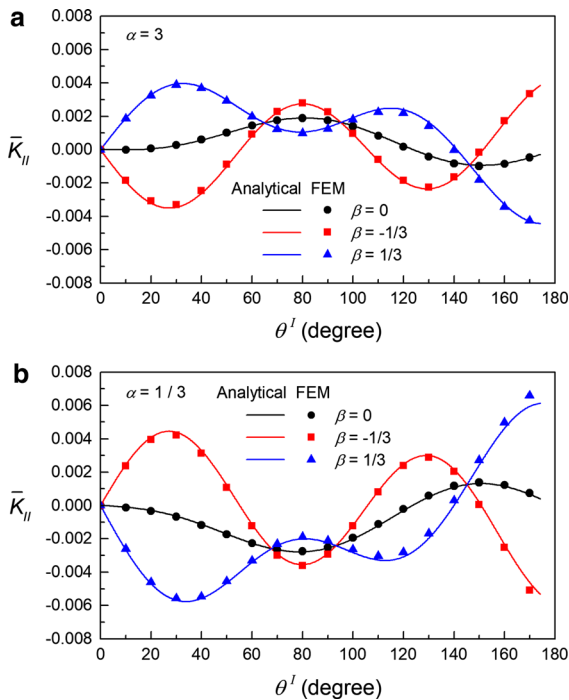 a
α = 3
0.008
0.006
0.004
0.002
0.000
-0.002
-0.004
-0.006
-0.008
K̅II
Analytical FEM
β = 0
β = -1/3
β = 1/3
0 20 40 60 80 100 120 140 160 180
θ^I (degree)
b
α = 1 / 3
0.008
0.006
0.004
0.002
0.000
-0.002
-0.004
-0.006
-0.008
K̅II
Analytical FEM
β = 0
β = -1/3
β = 1/3
0 20 40 60 80 100 120 140 160 180
θ^I (degree)